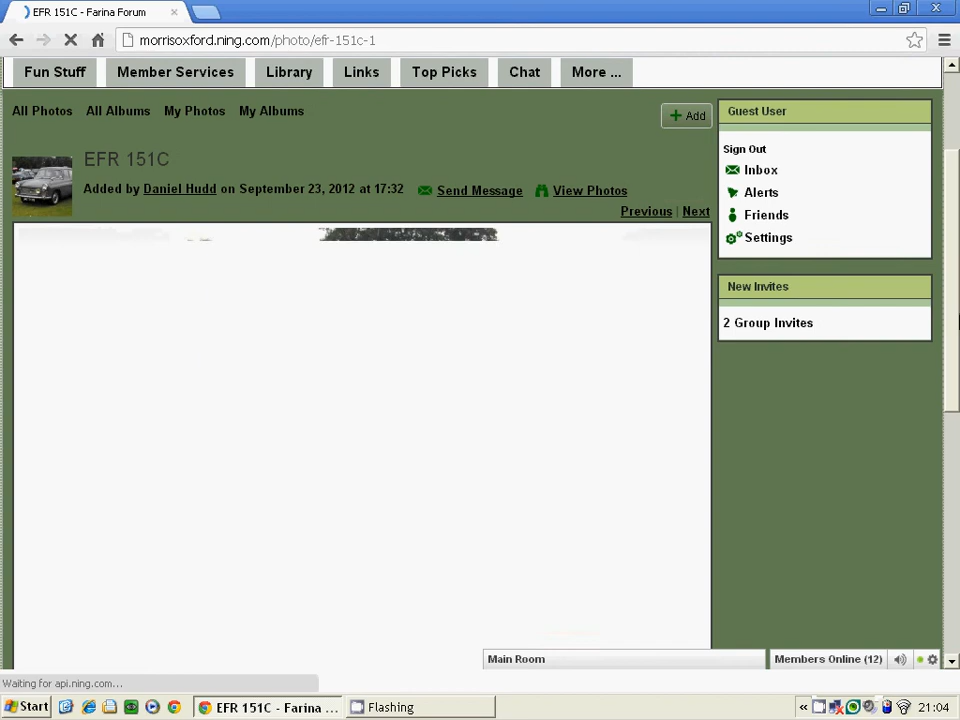 EFR 151C - Farina Forum
morrisoxford.ning.com/photo/efr-151c-1
Fun Stuff Member Services Library Links Top Picks Chat More ...
All Photos All Albums My Photos My Albums
Add
EFR 151C
Added by Daniel Hudd on September 23, 2012 at 17:32 Send Message View Photos
Previous | Next
Guest User
Sign Out
Inbox
Alerts
Friends
Settings
New Invites
2 Group Invites
Main Room
Members Online (12)
Waiting for api.ning.com...
Start EFR 151C - Farina ... Flashing « 21:04